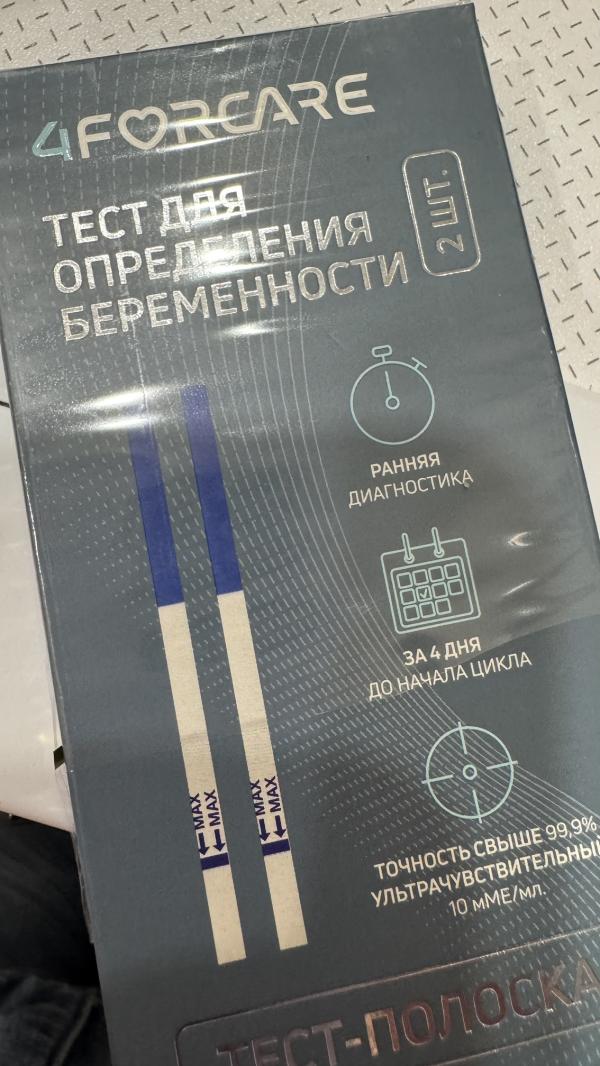 4FORCARE
ТЕСТ ДЛЯ
ОПРЕДЕЛЕНИЯ
БЕРЕМЕННОСТИ
2 ШТ.
РАННЯЯ
ДИАГНОСТИКА
ЗА 4 ДНЯ
ДО НАЧАЛА ЦИКЛА
MAX
MAX
MAX
MAX
ТОЧНОСТЬ СВЫШЕ 99,9%
УЛЬТРАЧУВСТВИТЕЛЬНЫЙ
10 мМЕ/мл.
ТЕСТ-ПОЛОСКА